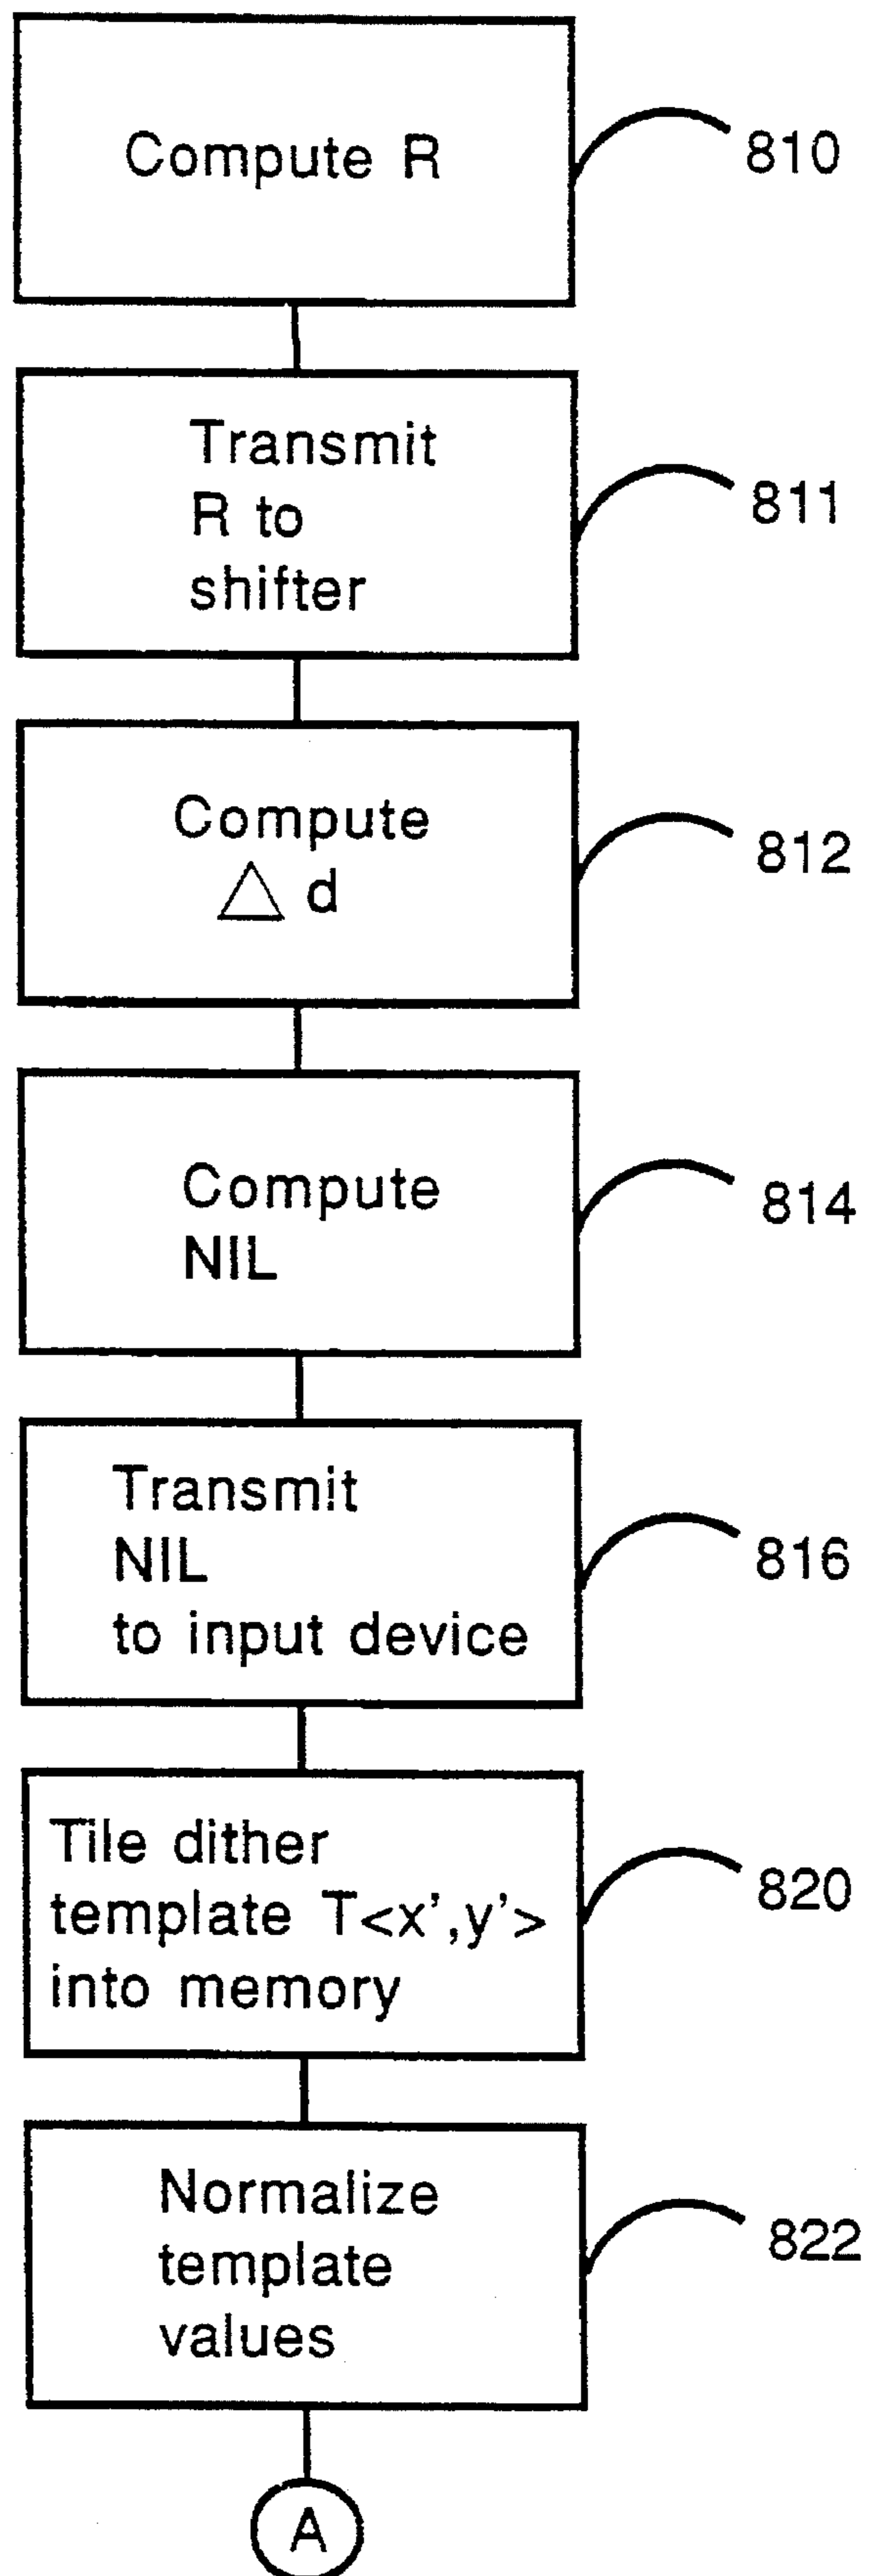 Compute R
810
Transmit
R to
shifter
811
Compute
△ d
812
Compute
NIL
814
Transmit
NIL
to input device
816
Tile dither
template T<x',y'>
into memory
820
Normalize
template
values
822
A